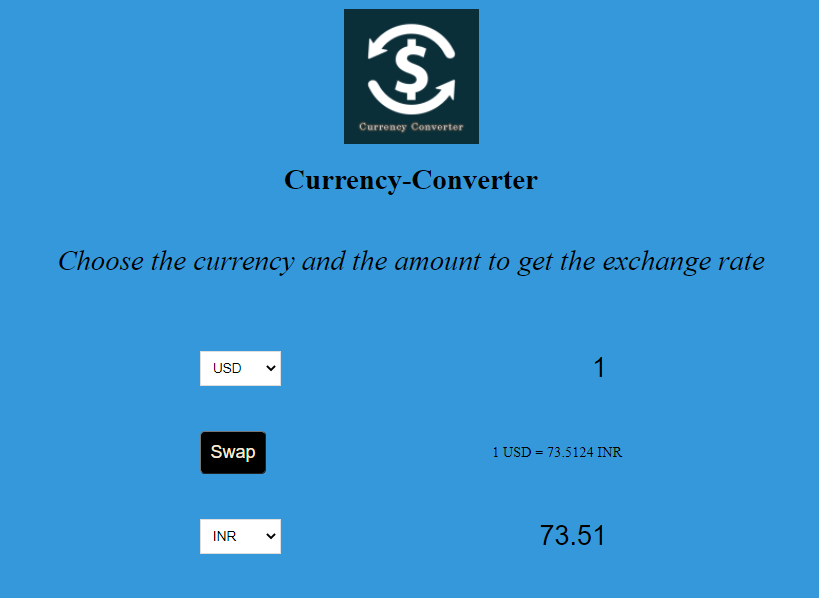 $
Currency Converter
Currency-Converter
Choose the currency and the amount to get the exchange rate
USD 1
Swap 1 USD = 73.5124 INR
INR 73.51